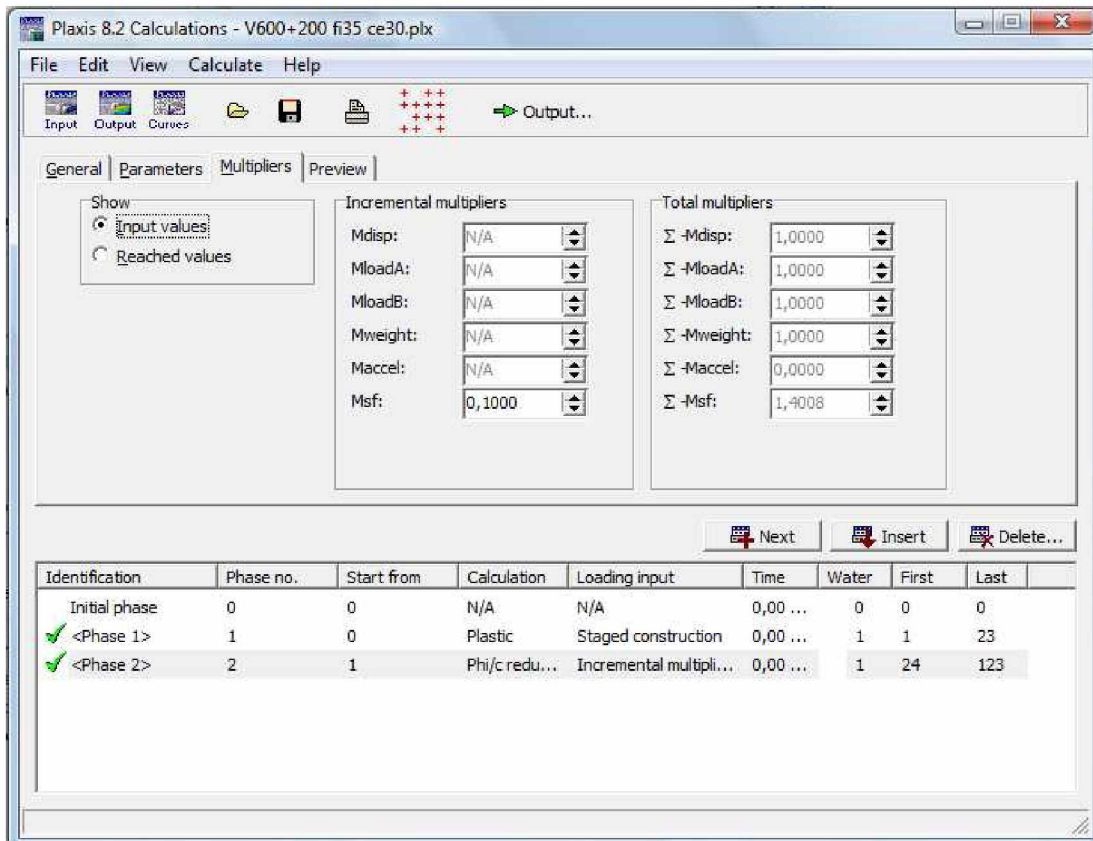 Plaxis 8.2 Calculations - V600+200 fi35 ce30.plx
File Edit View Calculate Help
Input Output Curves Output...
General Parameters Multipliers Preview
Show
Input values
Reached values
Incremental multipliers
Mdisp: N/A
MloadA: N/A
MloadB: N/A
Mweight: N/A
Maccel: N/A
Msf: 0,1000
Total multipliers
Σ -Mdisp: 1,0000
Σ -MloadA: 1,0000
Σ -MloadB: 1,0000
Σ -Mweight: 1,0000
Σ -Maccel: 0,0000
Σ -Msf: 1,4008
Next Insert Delete...
Identification Phase no. Start from Calculation Loading input Time Water First Last
Initial phase 0 0 N/A N/A 0,00 ... 0 0 0
<Phase 1> 1 0 Plastic Staged construction 0,00 ... 1 1 23
<Phase 2> 2 1 Phi/c redu... Incremental multipli... 0,00 ... 1 24 123